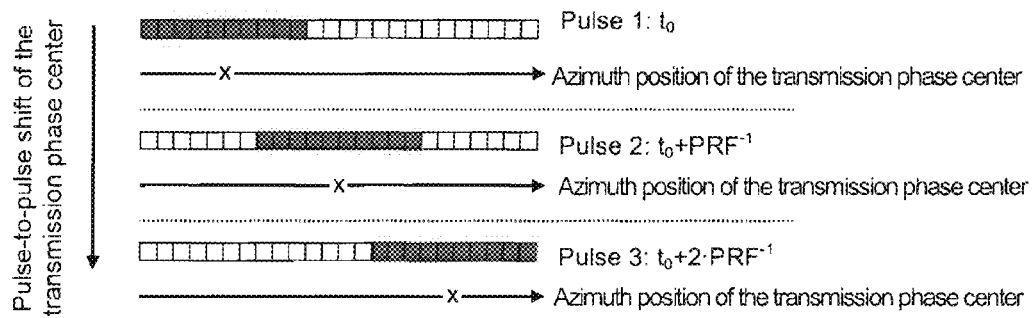 Pulse-to-pulse shift of the
transmission phase center
Pulse 1: t₀
x
Azimuth position of the transmission phase center
Pulse 2: t₀+PRF⁻¹
x
Azimuth position of the transmission phase center
Pulse 3: t₀+2·PRF⁻¹
x
Azimuth position of the transmission phase center